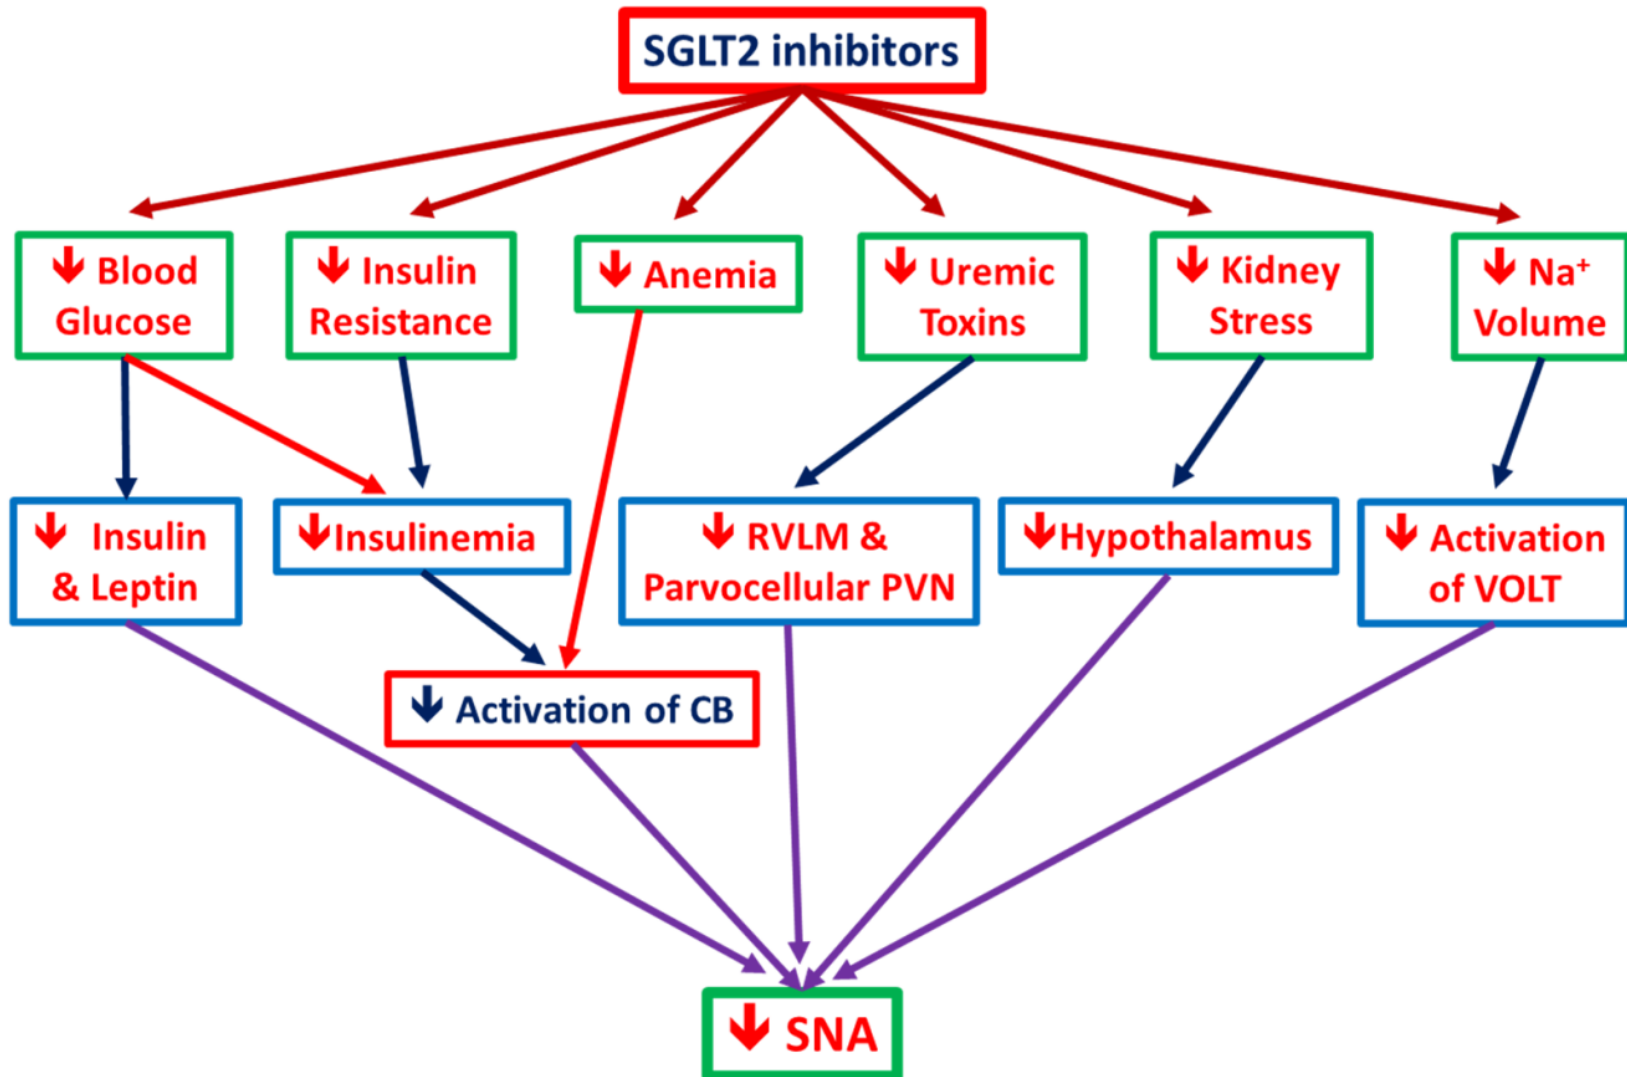 SGLT2 inhibitors
↓ Blood
Glucose
↓ Insulin
Resistance
↓ Anemia
↓ Uremic
Toxins
↓ Kidney
Stress
↓ Na⁺
Volume
↓ Insulin
& Leptin
↓Insulinemia
↓ RVLM &
Parvocellular PVN
↓Hypothalamus
↓ Activation
of VOLT
↓ Activation of CB
↓ SNA